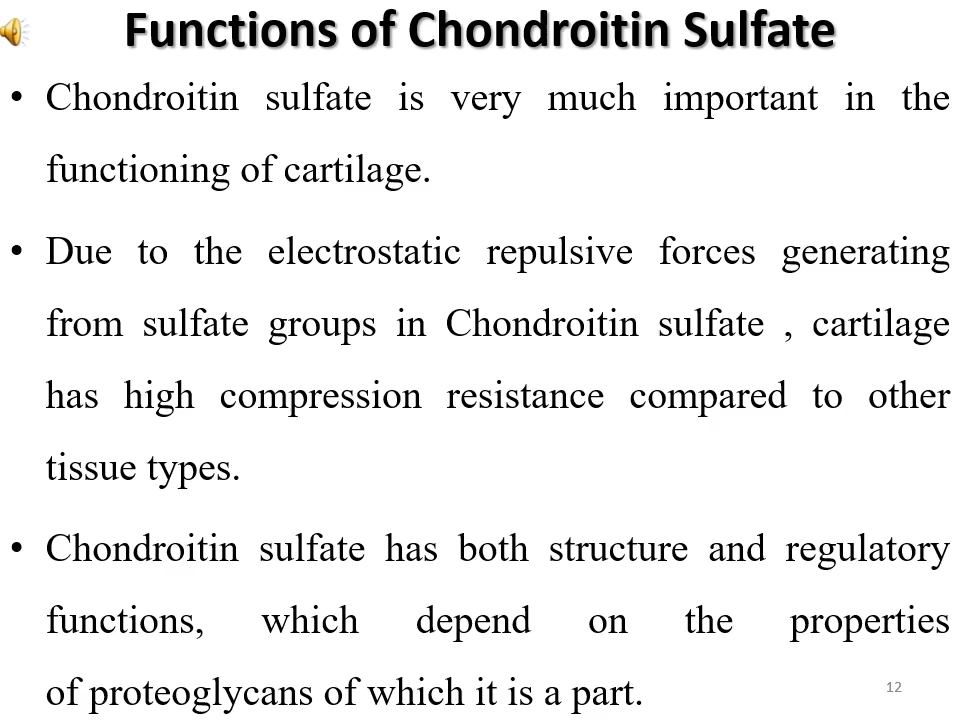 Functions of Chondroitin Sulfate
• Chondroitin sulfate is very much important in the
functioning of cartilage.
• Due to the electrostatic repulsive forces generating
from sulfate groups in Chondroitin sulfate , cartilage
has high compression resistance compared to other
tissue types.
• Chondroitin sulfate has both structure and regulatory
functions, which depend on the properties
of proteoglycans of which it is a part.
12